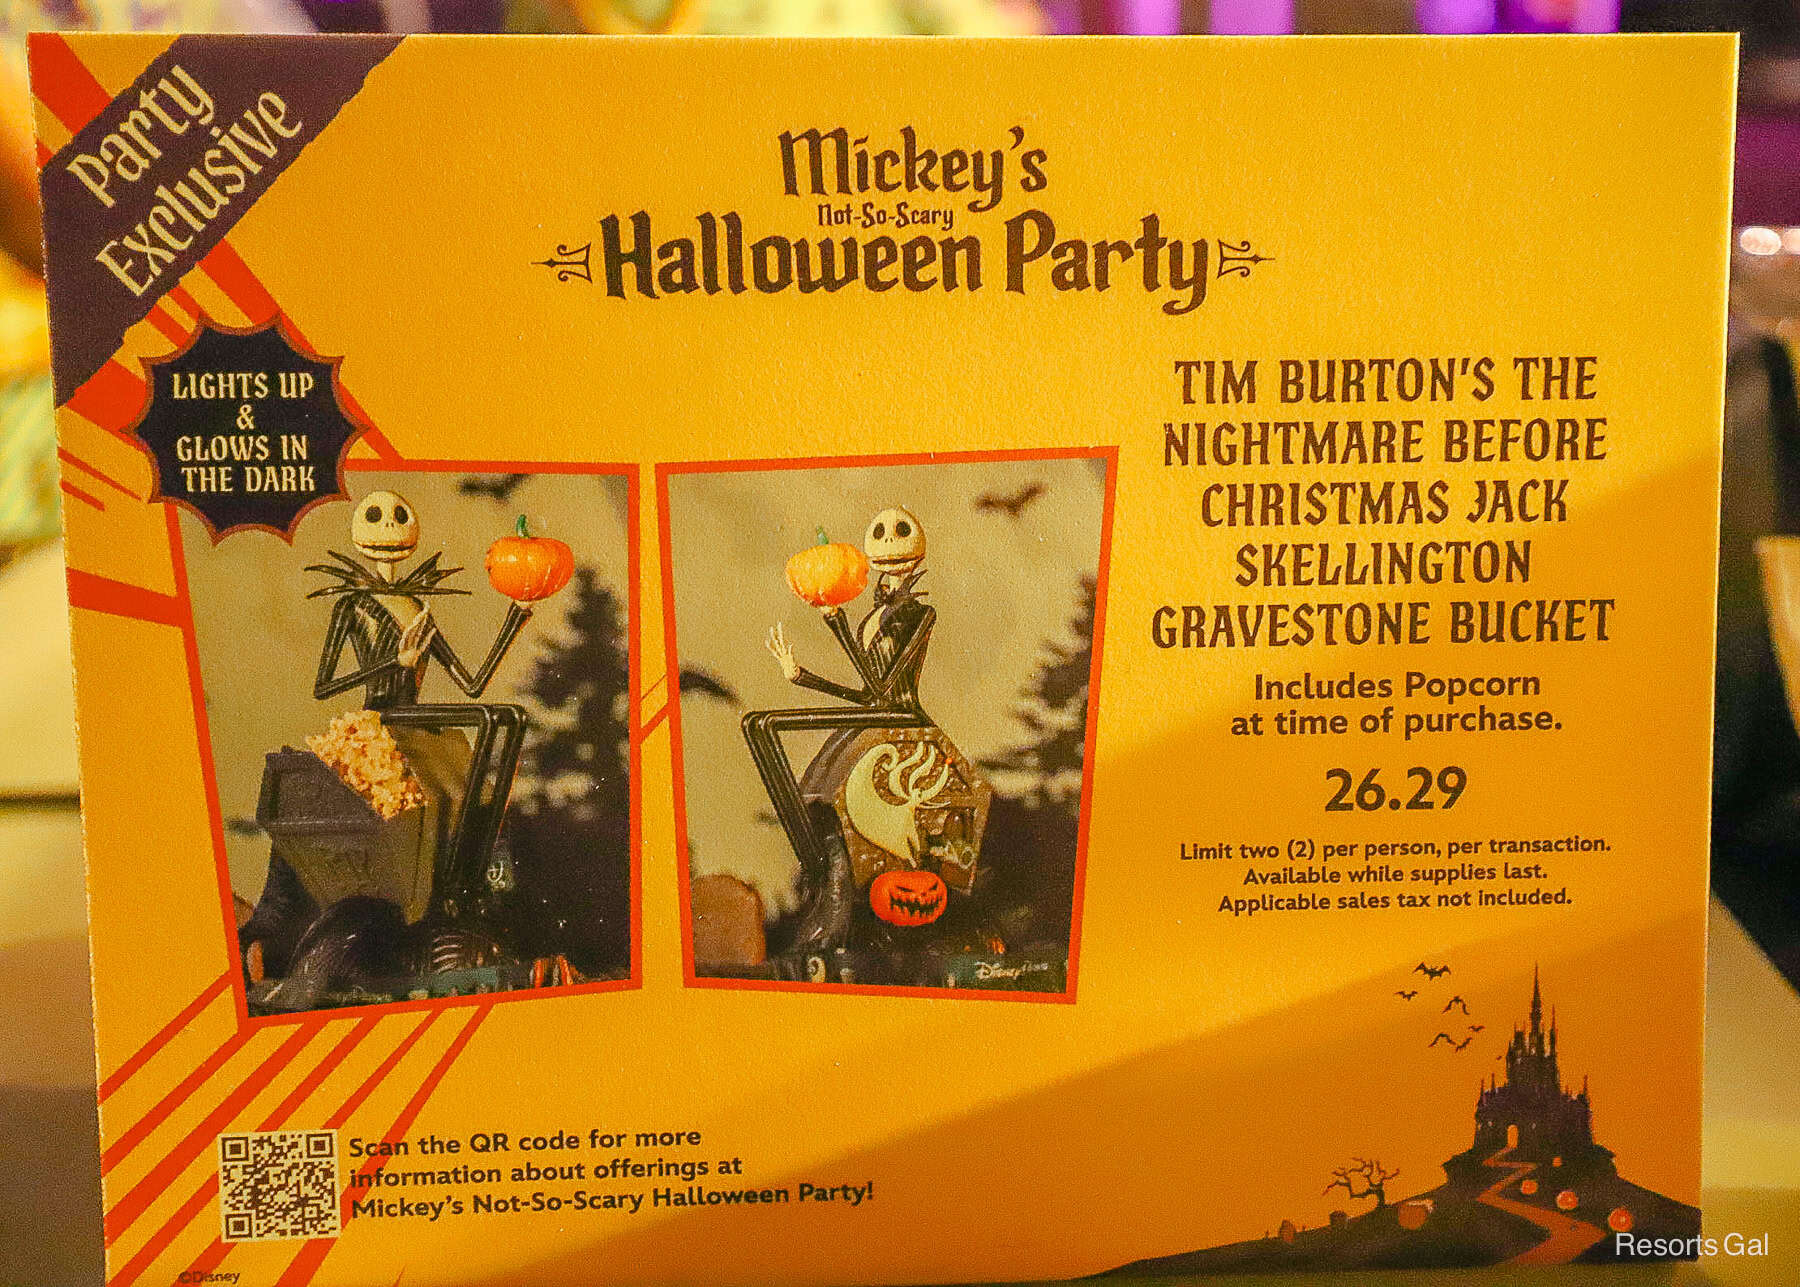 Party
Exclusive
Mickey's
Not-So-Scary
Halloween Party
LIGHTS UP
&
GLOWS IN
THE DARK
TIM BURTON'S THE
NIGHTMARE BEFORE
CHRISTMAS JACK
SKELLINGTON
GRAVESTONE BUCKET
Includes Popcorn
at time of purchase.
26.29
Limit two (2) per person, per transaction.
Available while supplies last.
Applicable sales tax not included.
Scan the QR code for more
information about offerings at
Mickey's Not-So-Scary Halloween Party!
©Disney
Resorts Gal